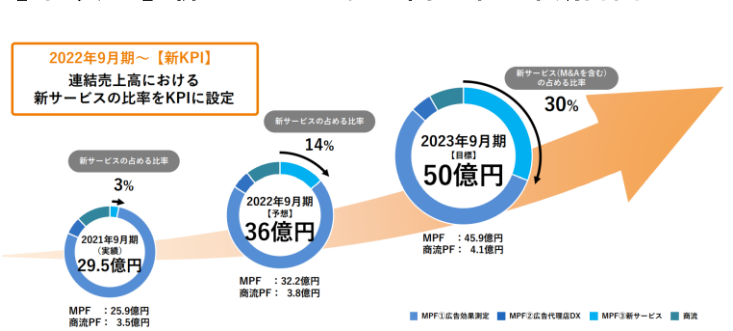 2022年9月期〜【新KPI】
連結売上高における
新サービスの比率をKPIに設定
新サービスの占める比率
3%
2021年9月期
(実績)
29.5億円
MPF ：25.9億円
商流PF： 3.5億円
新サービスの占める比率
14%
2022年9月期
【予想】
36億円
MPF ：32.2億円
商流PF： 3.8億円
新サービス(M&Aを含む)
の占める比率
30%
2023年9月期
【目標】
50億円
MPF ：45.9億円
商流PF： 4.1億円
MPF①広告効果測定 MPF②広告代理店DX MPF③新サービス 商流